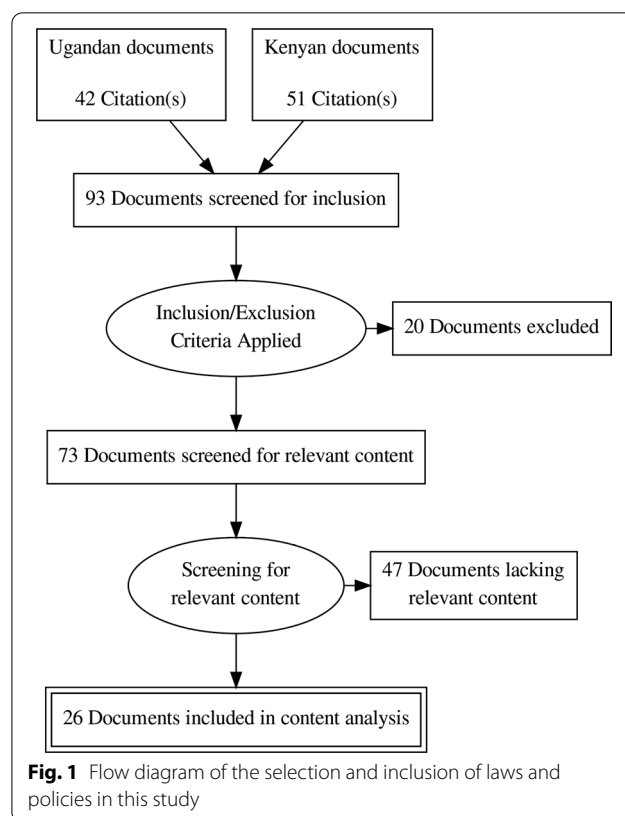 Ugandan documents
42 Citation(s)
Kenyan documents
51 Citation(s)
93 Documents screened for inclusion
Inclusion/Exclusion
Criteria Applied
20 Documents excluded
73 Documents screened for relevant content
Screening for
relevant content
47 Documents lacking
relevant content
26 Documents included in content analysis
Fig. 1 Flow diagram of the selection and inclusion of laws and
policies in this study